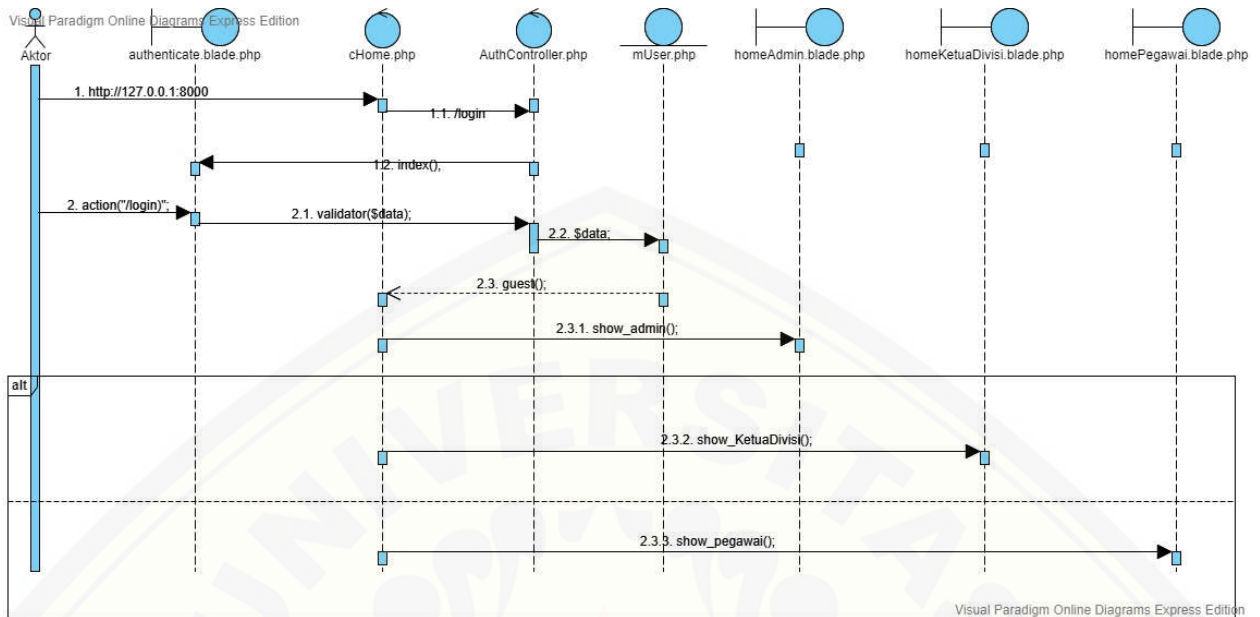 Visual Paradigm Online Diagrams Express Edition
Aktor
authenticate.blade.php
cHome.php
AuthController.php
mUser.php
homeAdmin.blade.php
homeKetuaDivisi.blade.php
homePegawai.blade.php
1. http://127.0.0.1:8000
1.1. /login
1.2. index();
2. action("/login)";
2.1. validator($data);
2.2. $data;
2.3. guest();
2.3.1. show_admin();
alt
2.3.2. show_KetuaDivisi();
2.3.3. show_pegawai();
UNIVERSITAS
Visual Paradigm Online Diagrams Express Edition